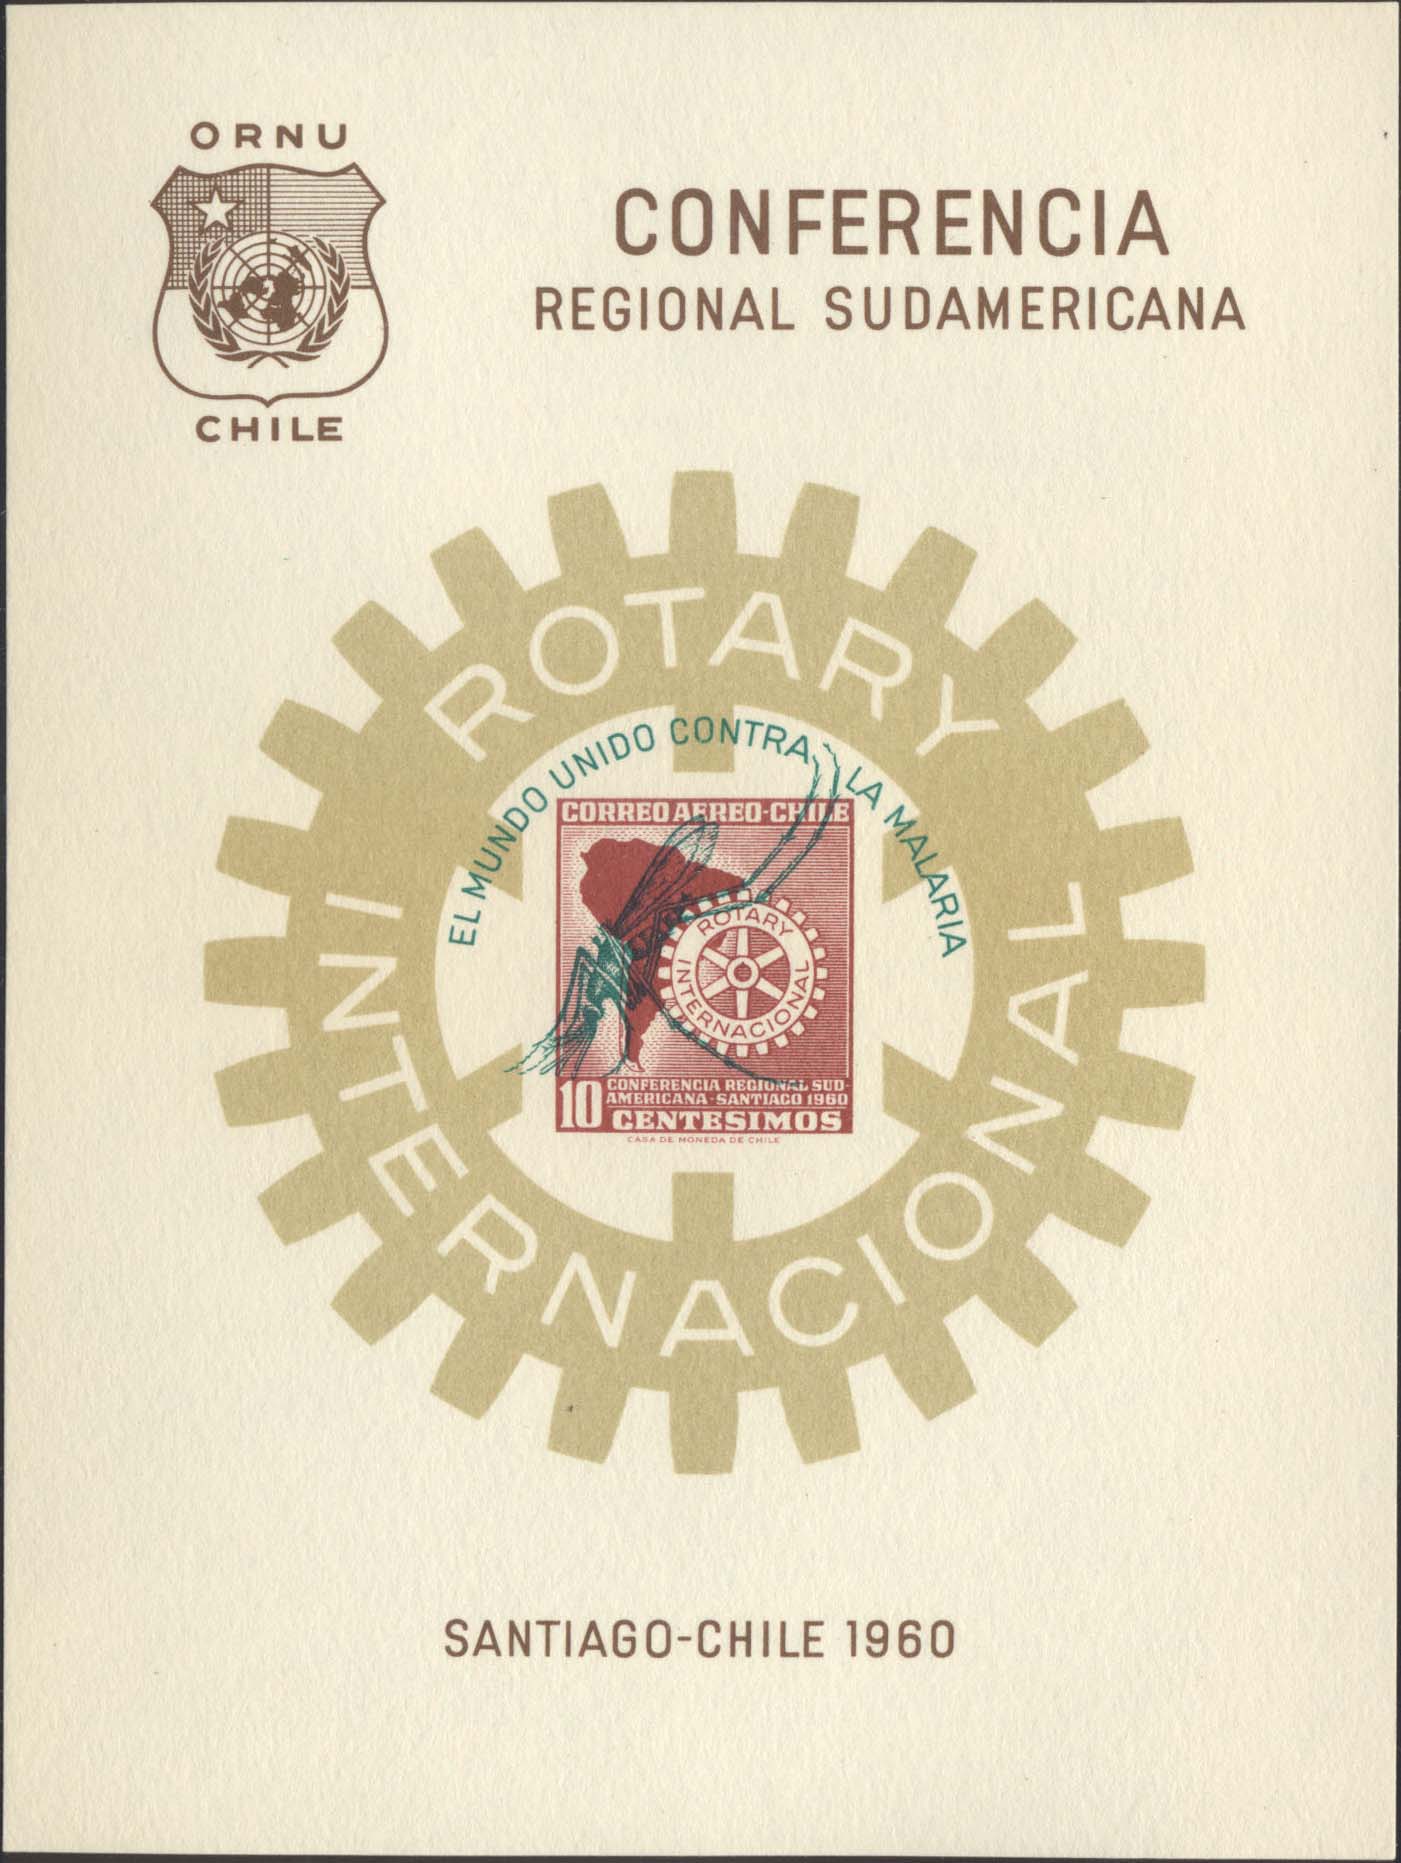 ORNU
CHILE
CONFERENCIA
REGIONAL SUDAMERICANA
ROTARY
INTERNACIONAL
EL MUNDO UNIDO CONTRA LA MALARIA
CORREO AEREO-CHILE
ROTARY
INTERNACIONAL
10
CONFERENCIA REGIONAL SUD-
AMERICANA-SANTIAGO 1960
CENTESIMOS
CASA DE MONEDA DE CHILE
SANTIAGO-CHILE 1960